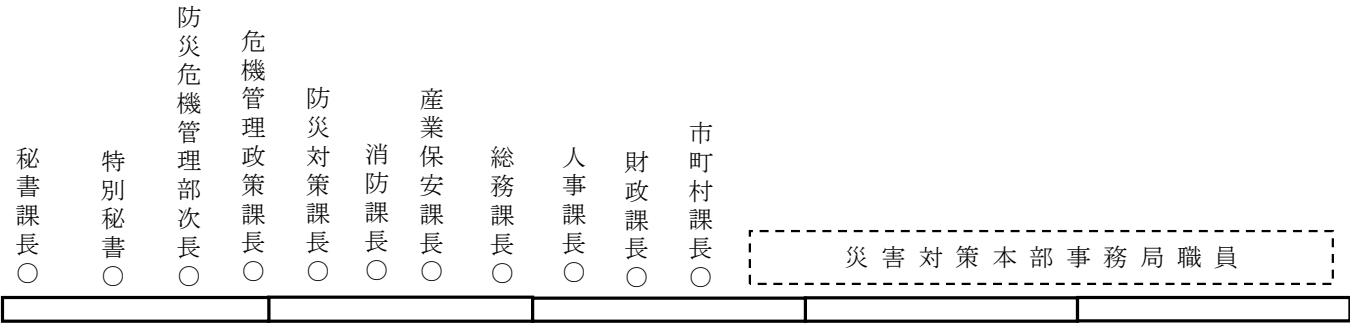 秘書課長○
特別秘書○
防災危機管理部次長○
危機管理政策課長○
防災対策課長○
消防課長○
産業保安課長○
総務課長○
人事課長○
財政課長○
市町村課長○
災害対策本部事務局職員